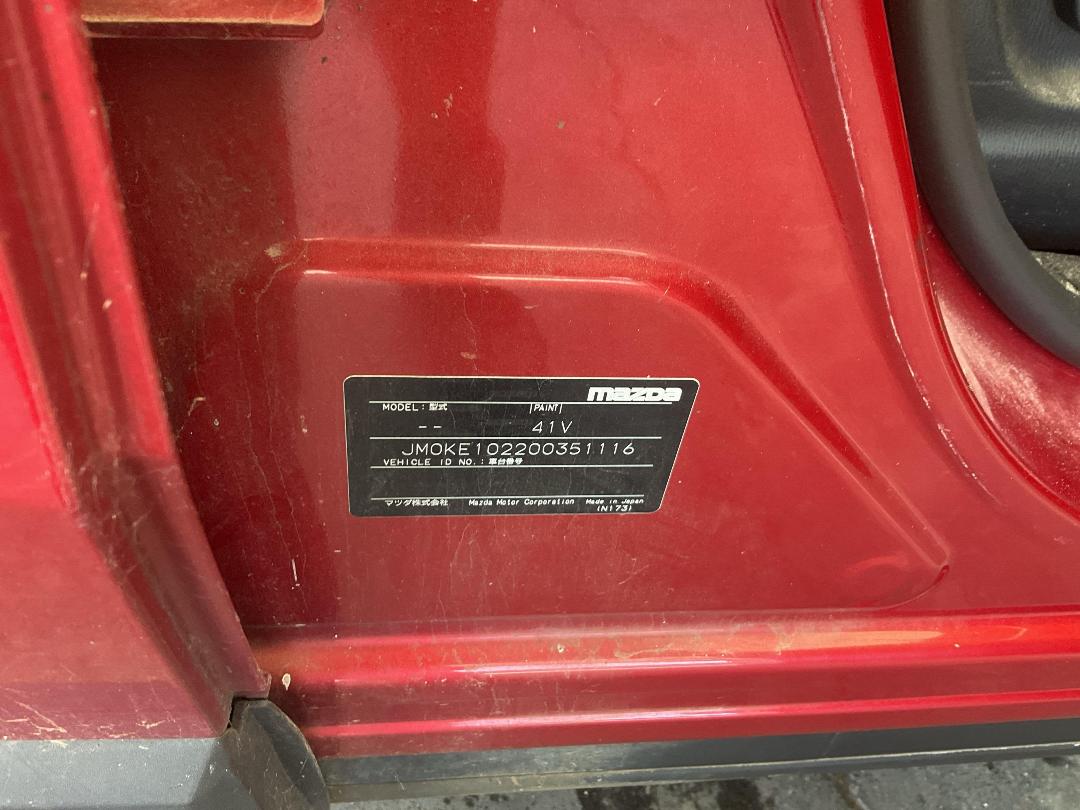 mazda
MODEL : 型式 |PAINT|
-- 41V
JM0KE102200351116
VEHICLE ID NO. : 車台番号
マツダ株式会社 Mazda Motor Corporation Made in Japan
(N173)